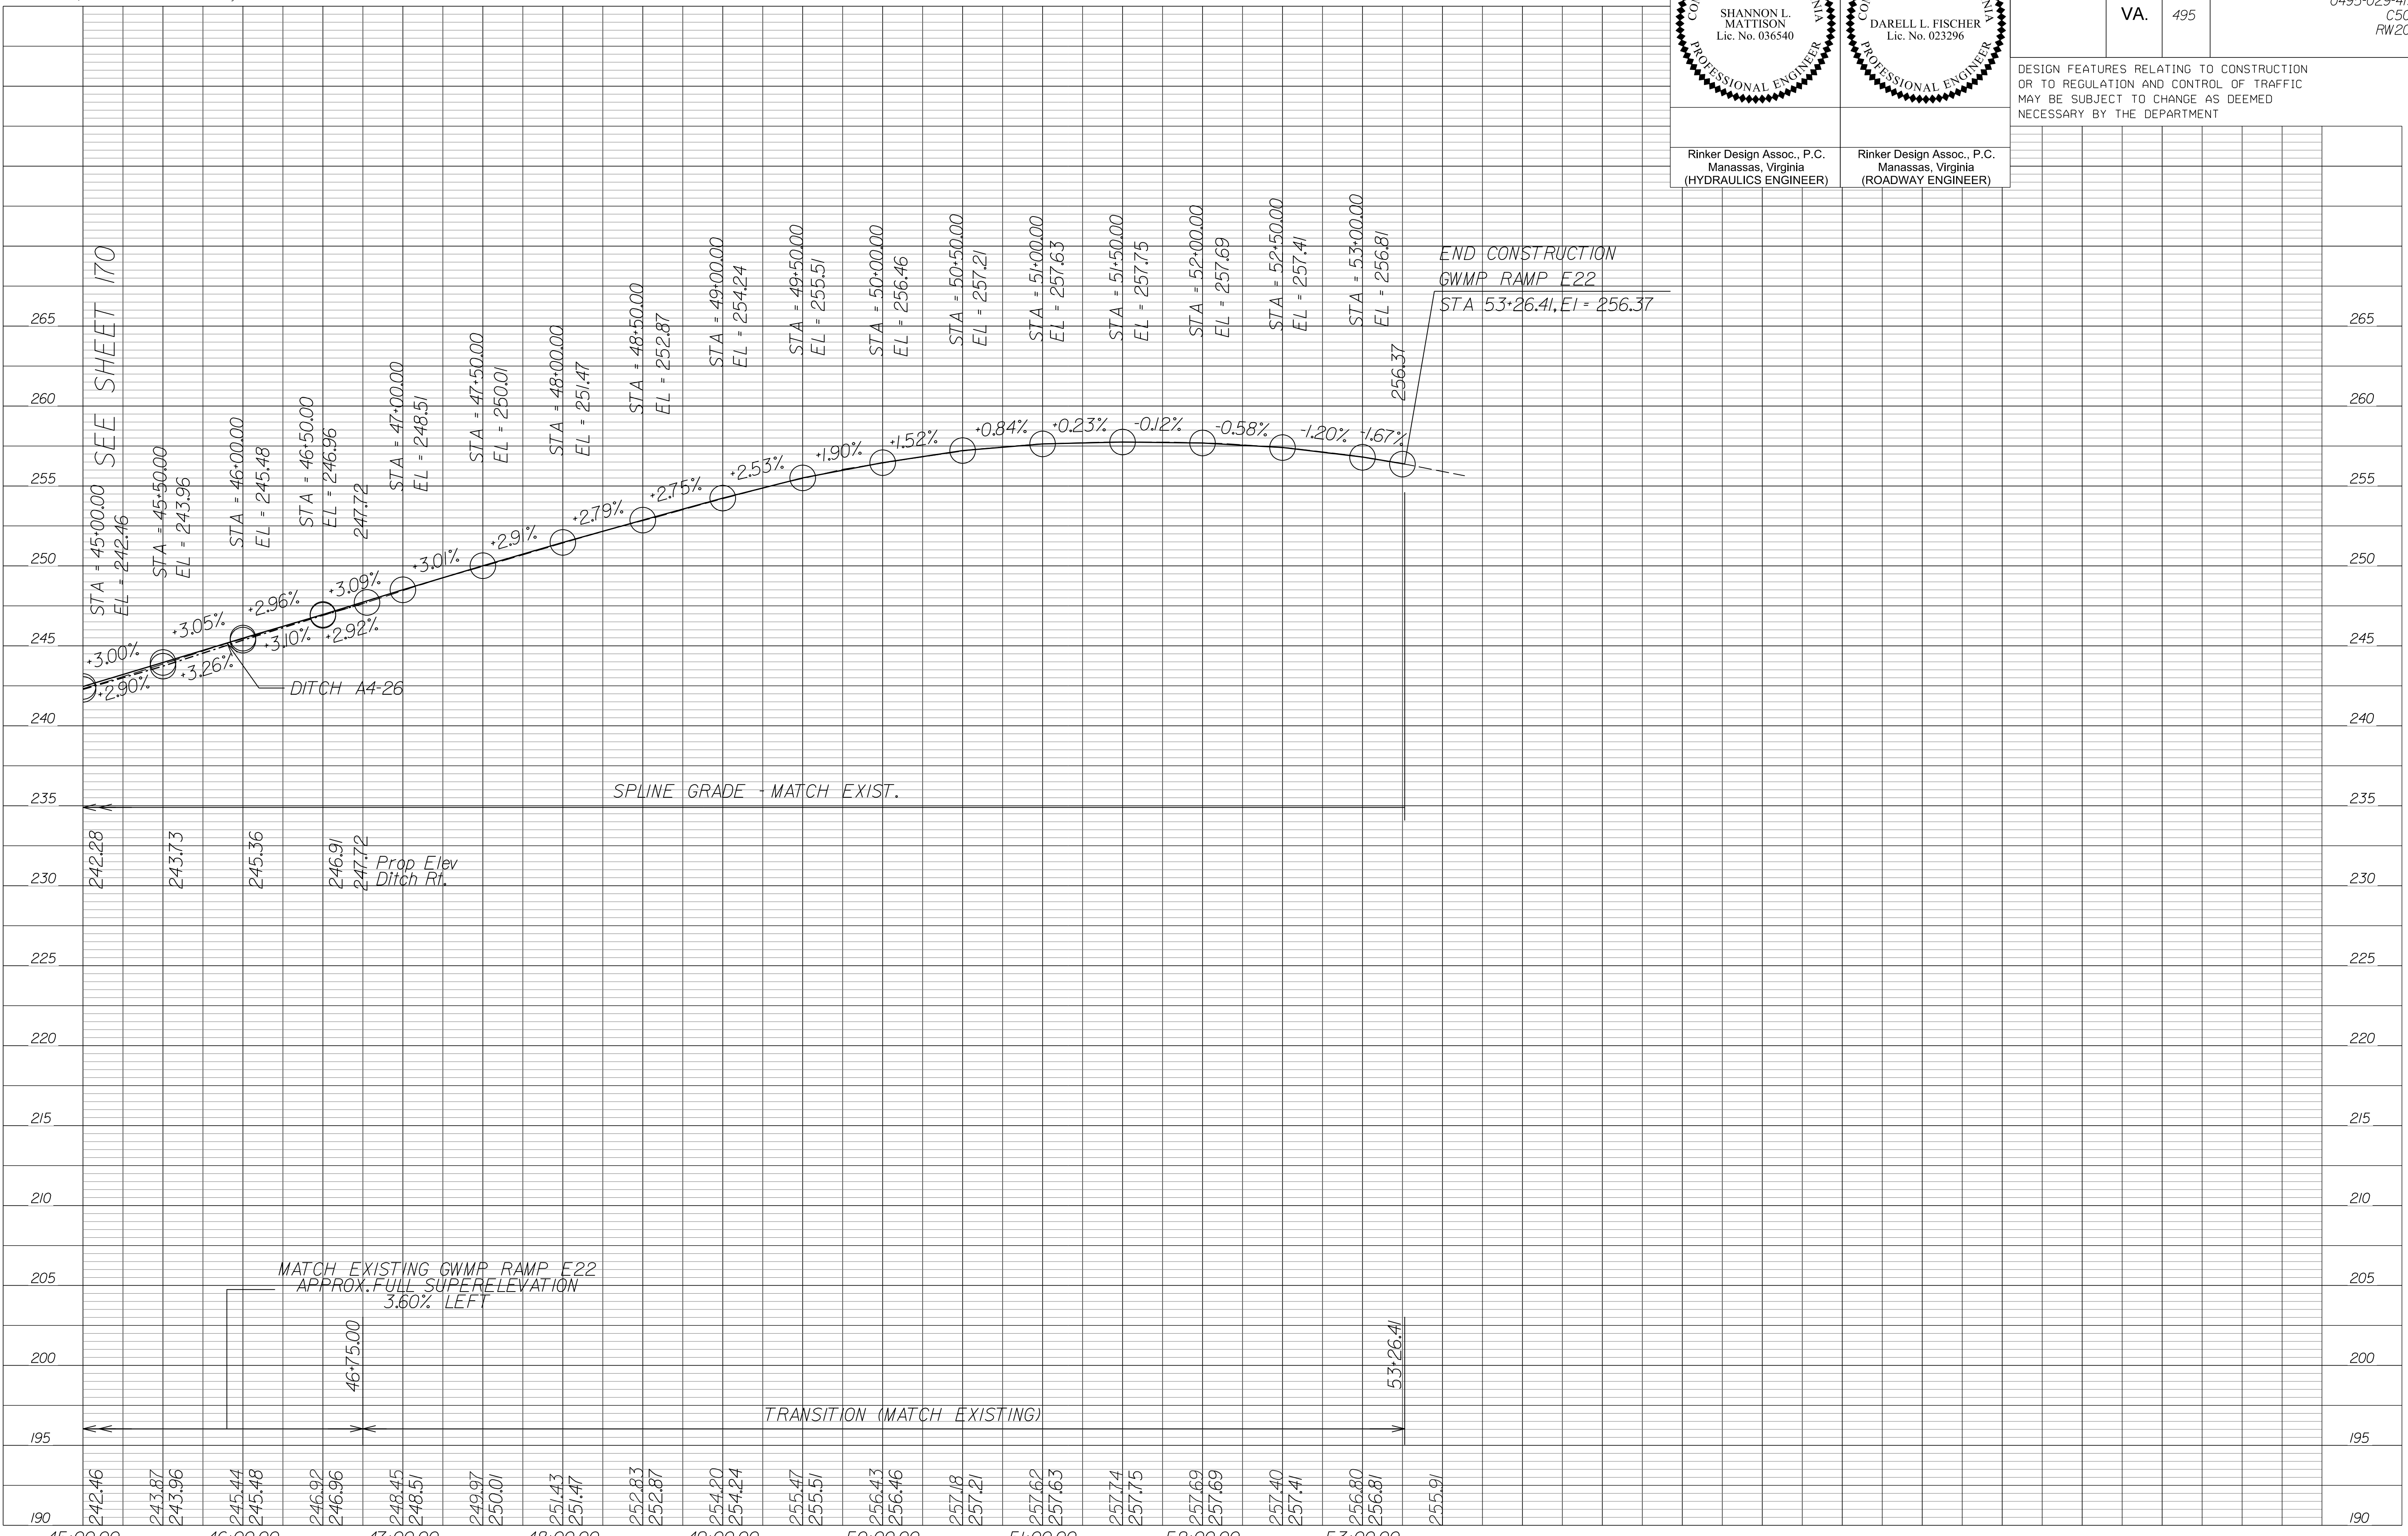 SHANNON L.
MATTISON
Lic. No. 036540
PROFESSIONAL ENGINEER
DARELL L. FISCHER
Lic. No. 023296
PROFESSIONAL ENGINEER
VA.
495
C50
RW20
DESIGN FEATURES RELATING TO CONSTRUCTION
OR TO REGULATION AND CONTROL OF TRAFFIC
MAY BE SUBJECT TO CHANGE AS DEEMED
NECESSARY BY THE DEPARTMENT
Rinker Design Assoc., P.C.
Manassas, Virginia
(HYDRAULICS ENGINEER)
Rinker Design Assoc., P.C.
Manassas, Virginia
(ROADWAY ENGINEER)
SEE SHEET 170
STA = 45+00.00
EL = 242.46
STA = 45+50.00
EL = 243.96
STA = 46+00.00
EL = 245.48
STA = 46+50.00
EL = 246.96
247.72
STA = 47+00.00
EL = 248.51
STA = 47+50.00
EL = 250.01
STA = 48+00.00
EL = 251.47
STA = 48+50.00
EL = 252.87
STA = 49+00.00
EL = 254.24
STA = 49+50.00
EL = 255.51
STA = 50+00.00
EL = 256.46
STA = 50+50.00
EL = 257.21
STA = 51+00.00
EL = 257.63
STA = 51+50.00
EL = 257.75
STA = 52+00.00
EL = 257.69
STA = 52+50.00
EL = 257.41
STA = 53+00.00
EL = 256.81
256.37
END CONSTRUCTION
GWMP RAMP E22
STA 53+26.41, El = 256.37
+3.00%
+3.05%
+2.96%
+3.09%
+3.01%
+2.91%
+2.79%
+2.75%
+2.53%
+1.90%
+1.52%
+0.84%
+0.23%
-0.12%
-0.58%
-1.20%
-1.67%
+2.90%
+3.26%
+3.10%
+2.92%
DITCH A4-26
SPLINE GRADE - MATCH EXIST.
242.28
243.73
245.36
246.91
247.72
Prop Elev
Ditch Rt.
MATCH EXISTING GWMP RAMP E22
APPROX. FULL SUPERELEVATION
3.60% LEFT
46+75.00
53+26.41
TRANSITION (MATCH EXISTING)
265
260
255
250
245
240
235
230
225
220
215
210
205
200
195
190
265
260
255
250
245
240
235
230
225
220
215
210
205
200
195
190
242.46
243.87
243.96
245.44
245.48
246.92
246.96
248.45
248.51
249.97
250.01
251.43
251.47
252.83
252.87
254.20
254.24
255.47
255.51
256.43
256.46
257.18
257.21
257.62
257.63
257.74
257.75
257.69
257.69
257.40
257.41
256.80
256.81
255.91